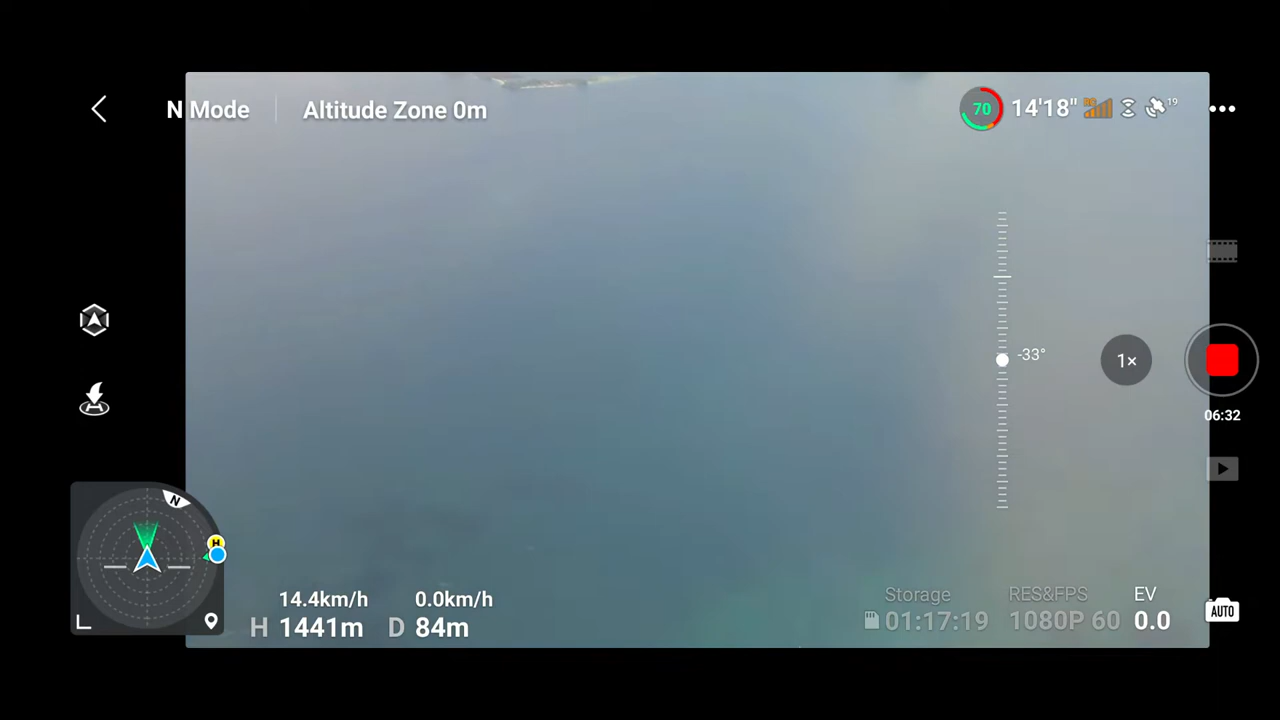 N Mode
Altitude Zone 0m
70
14'18"
RC
19
-33°
1×
06:32
N
H
14.4km/h
0.0km/h
H 1441m
D 84m
Storage
01:17:19
RES&FPS
1080P 60
EV
0.0
AUTO